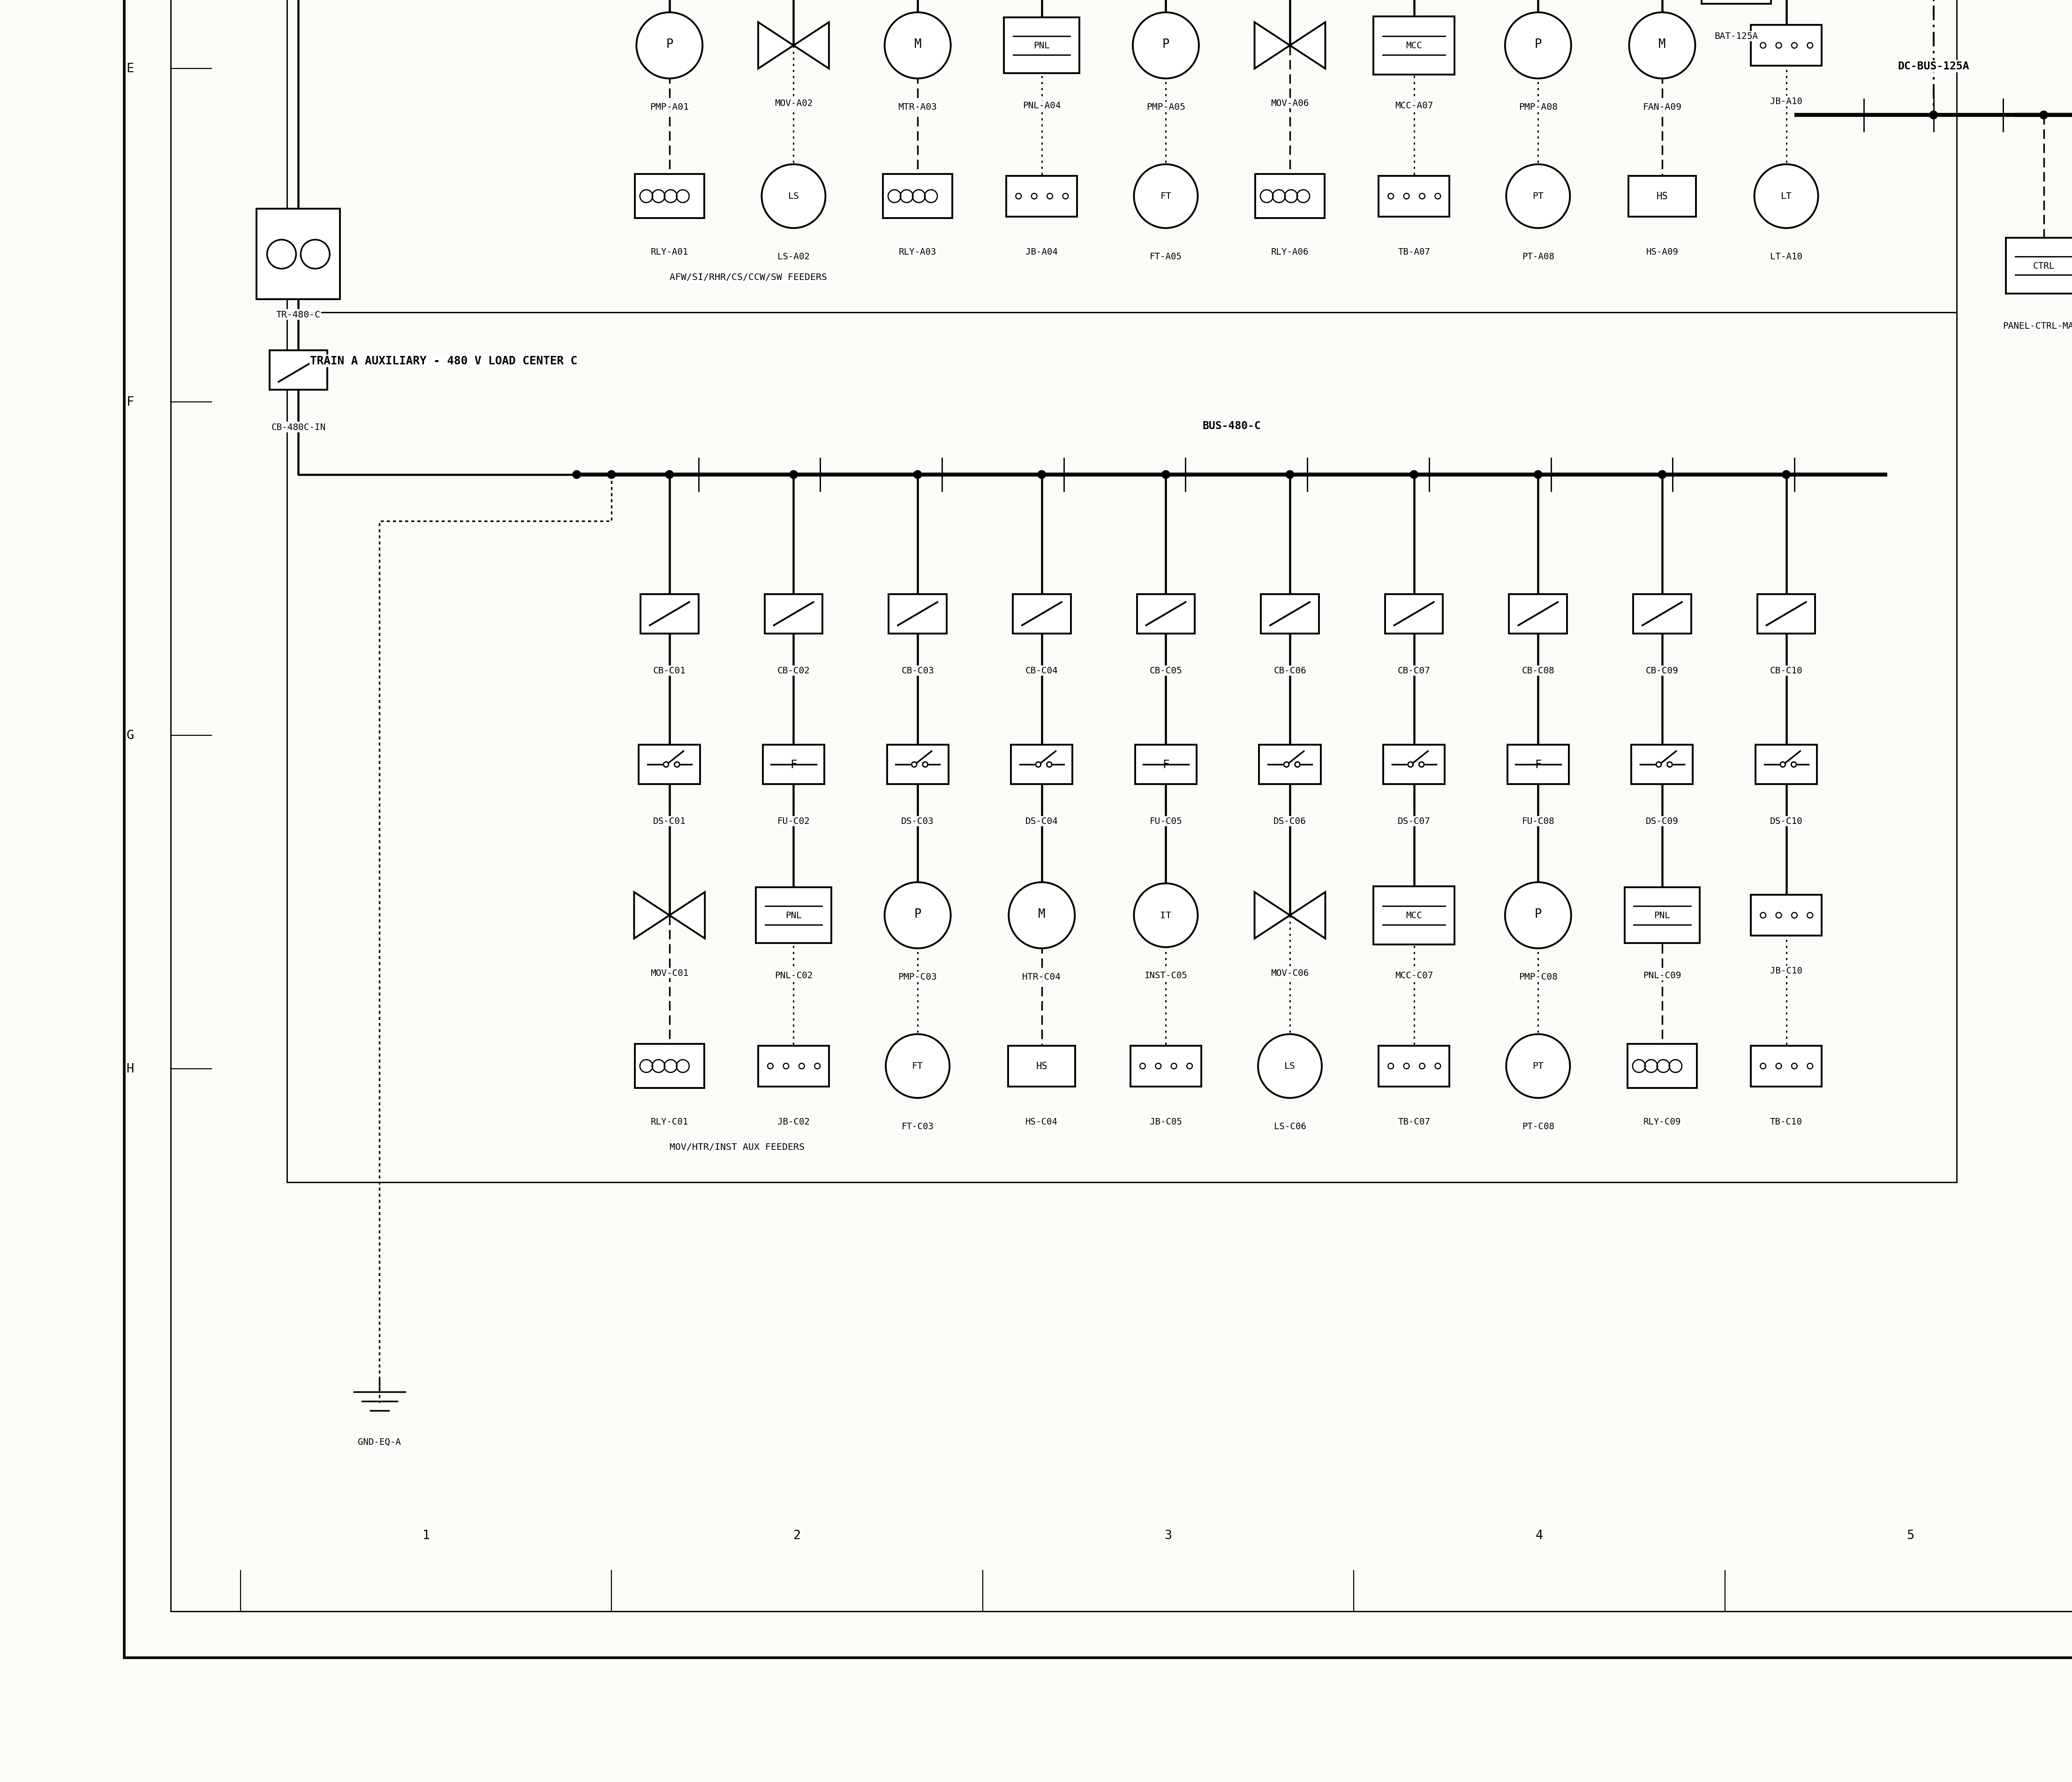 P M PNL P MCC P M BAT-125A
E
DC-BUS-125A
PMP-A01 MOV-A02 MTR-A03 PNL-A04 PMP-A05 MOV-A06 MCC-A07 PMP-A08 FAN-A09 JB-A10
LS FT PT HS LT
RLY-A01 LS-A02 RLY-A03 JB-A04 FT-A05 RLY-A06 TB-A07 PT-A08 HS-A09 LT-A10
CTRL
AFW/SI/RHR/CS/CCW/SW FEEDERS
TR-480-C
PANEL-CTRL-MA
TRAIN A AUXILIARY - 480 V LOAD CENTER C
F
CB-480C-IN
BUS-480-C
CB-C01 CB-C02 CB-C03 CB-C04 CB-C05 CB-C06 CB-C07 CB-C08 CB-C09 CB-C10
G
F F F
DS-C01 FU-C02 DS-C03 DS-C04 FU-C05 DS-C06 DS-C07 FU-C08 DS-C09 DS-C10
PNL P M IT MCC P PNL
MOV-C01 PNL-C02 PMP-C03 HTR-C04 INST-C05 MOV-C06 MCC-C07 PMP-C08 PNL-C09 JB-C10
H
FT HS LS PT
RLY-C01 JB-C02 FT-C03 HS-C04 JB-C05 LS-C06 TB-C07 PT-C08 RLY-C09 TB-C10
MOV/HTR/INST AUX FEEDERS
GND-EQ-A
1 2 3 4 5